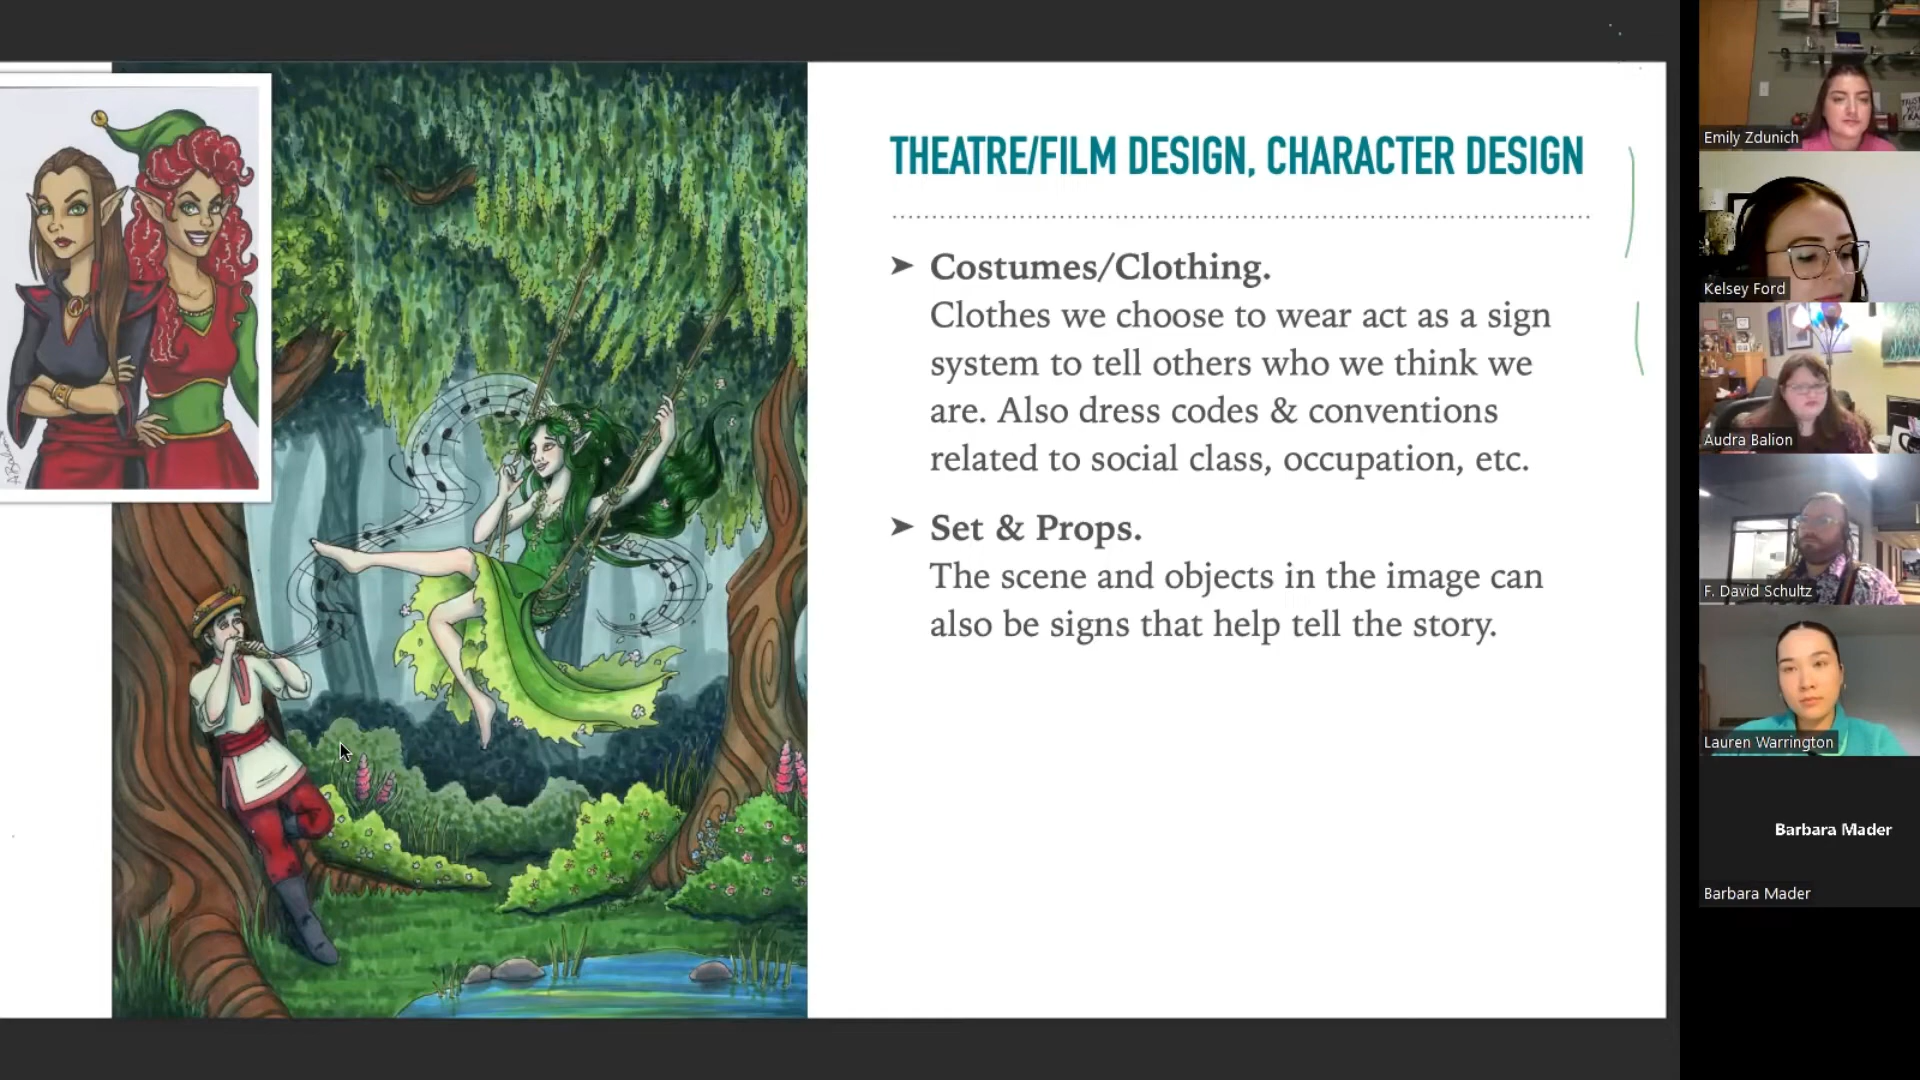 THEATRE/FILM DESIGN, CHARACTER DESIGN
➤ Costumes/Clothing.
Clothes we choose to wear act as a sign
system to tell others who we think we
are. Also dress codes & conventions
related to social class, occupation, etc.
➤ Set & Props.
The scene and objects in the image can
also be signs that help tell the story.
Emily Zdunich
Kelsey Ford
Audra Balion
F. David Schultz
Lauren Warrington
Barbara Mader
Barbara Mader